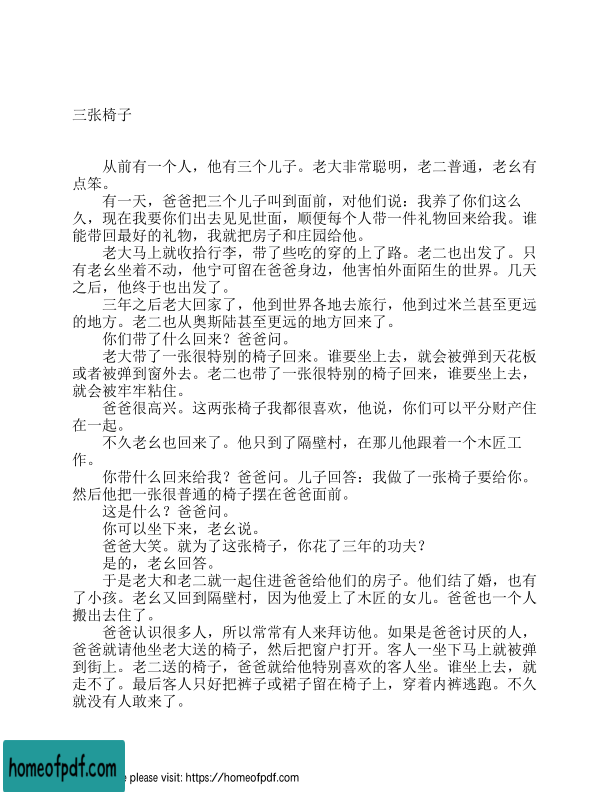 三张椅子
从前有一个人，他有三个儿子。老大非常聪明，老二普通，老幺有
点笨。
有一天，爸爸把三个儿子叫到面前，对他们说：我养了你们这么
久，现在我要你们出去见见世面，顺便每个人带一件礼物回来给我。谁
能带回最好的礼物，我就把房子和庄园给他。
老大马上就收拾行李，带了些吃的穿的上了路。老二也出发了。只
有老幺坐着不动，他宁可留在爸爸身边，他害怕外面陌生的世界。几天
之后，他终于也出发了。
三年之后老大回家了，他到世界各地去旅行，他到过米兰甚至更远
的地方。老二也从奥斯陆甚至更远的地方回来了。
你们带了什么回来？爸爸问。
老大带了一张很特别的椅子回来。谁要坐上去，就会被弹到天花板
或者被弹到窗外去。老二也带了一张很特别的椅子回来，谁要坐上去，
就会被牢牢粘住。
爸爸很高兴。这两张椅子我都很喜欢，他说，你们可以平分财产住
在一起。
不久老幺也回来了。他只到了隔壁村，在那儿他跟着一个木匠工
作。
你带什么回来给我？爸爸问。儿子回答：我做了一张椅子要给你。
然后他把一张很普通的椅子摆在爸爸面前。
这是什么？爸爸问。
你可以坐下来，老幺说。
爸爸大笑。就为了这张椅子，你花了三年的功夫？
是的，老幺回答。
于是老大和老二就一起住进爸爸给他们的房子。他们结了婚，也有
了小孩。老幺又回到隔壁村，因为他爱上了木匠的女儿。爸爸也一个人
搬出去住了。
爸爸认识很多人，所以常常有人来拜访他。如果是爸爸讨厌的人，
爸爸就请他坐老大送的椅子，然后把窗户打开。客人一坐下马上就被弹
到街上。老二送的椅子，爸爸就给他特别喜欢的客人坐。谁坐上去，就
走不了。最后客人只好把裤子或裙子留在椅子上，穿着内裤逃跑。不久
就没有人敢来了。
homeofpdf.com
please visit: https://homeofpdf.com